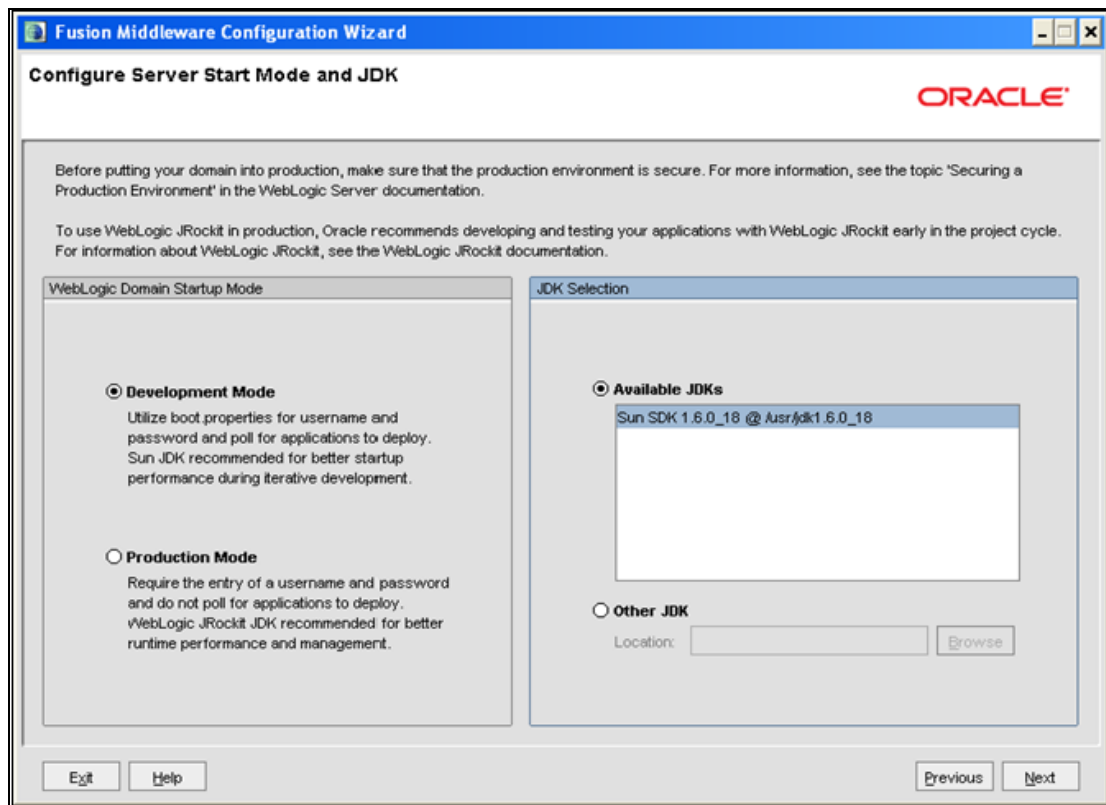 Fusion Middleware Configuration Wizard
Configure Server Start Mode and JDK
ORACLE
Before putting your domain into production, make sure that the production environment is secure. For more information, see the topic 'Securing a
Production Environment' in the WebLogic Server documentation.
To use WebLogic JRockit in production, Oracle recommends developing and testing your applications with WebLogic JRockit early in the project cycle.
For information about WebLogic JRockit, see the WebLogic JRockit documentation.
WebLogic Domain Startup Mode
Development Mode
Utilize boot.properties for username and
password and poll for applications to deploy.
Sun JDK recommended for better startup
performance during iterative development.
Production Mode
Require the entry of a username and password
and do not poll for applications to deploy.
WebLogic JRockit JDK recommended for better
runtime performance and management.
JDK Selection
Available JDKs
Sun SDK 1.6.0_18 @ /usr/jdk1.6.0_18
Other JDK
Location:
Browse
Exit
Help
Previous
Next